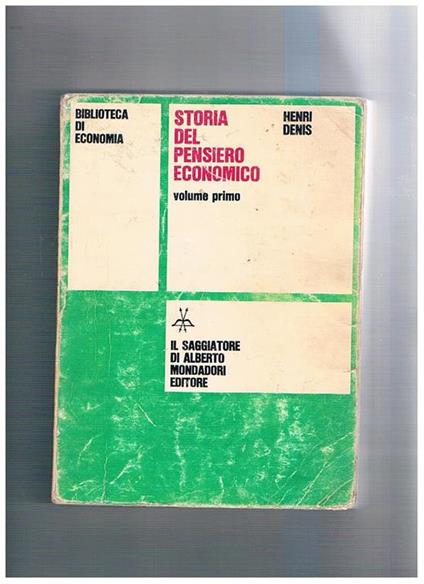 BIBLIOTECA
DI
ECONOMIA
STORIA
DEL
PENSIERO
ECONOMICO
volume primo
HENRI
DENIS
IL SAGGIATORE
DI ALBERTO
MONDADORI
EDITORE